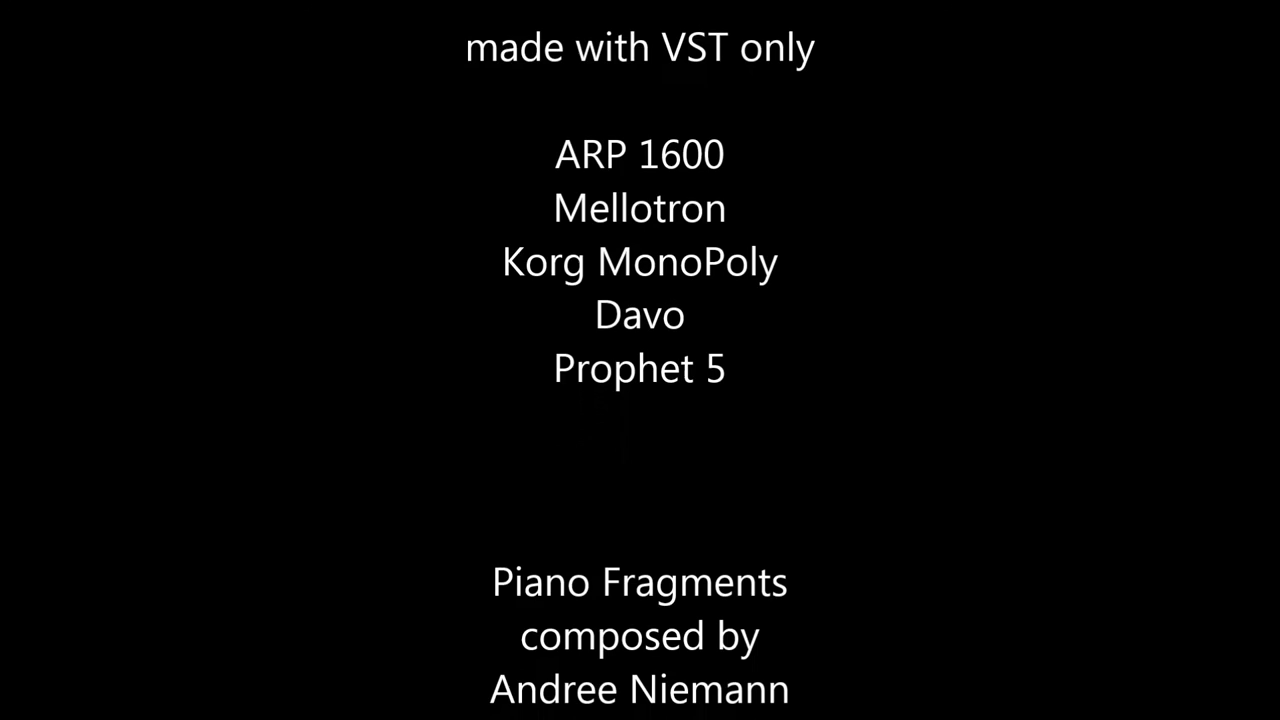 made with VST only
ARP 1600
Mellotron
Korg MonoPoly
Davo
Prophet 5
Piano Fragments
composed by
Andree Niemann